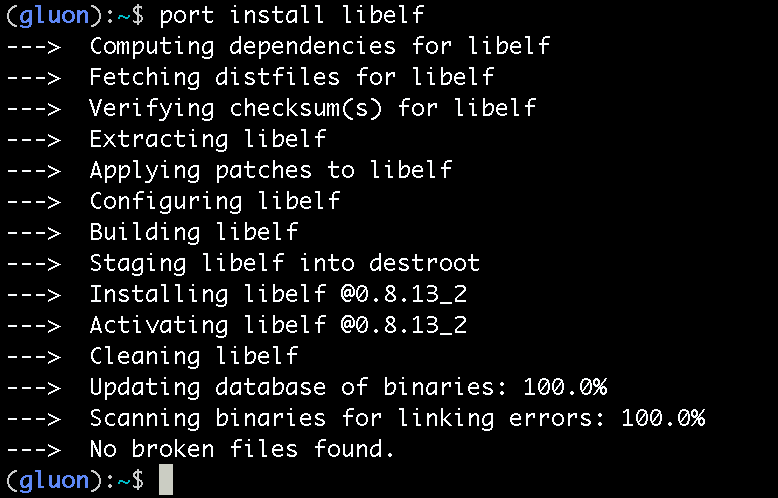 (gluon):~$ port install libelf
--->  Computing dependencies for libelf
--->  Fetching distfiles for libelf
--->  Verifying checksum(s) for libelf
--->  Extracting libelf
--->  Applying patches to libelf
--->  Configuring libelf
--->  Building libelf
--->  Staging libelf into destroot
--->  Installing libelf @0.8.13_2
--->  Activating libelf @0.8.13_2
--->  Cleaning libelf
--->  Updating database of binaries: 100.0%
--->  Scanning binaries for linking errors: 100.0%
--->  No broken files found.
(gluon):~$